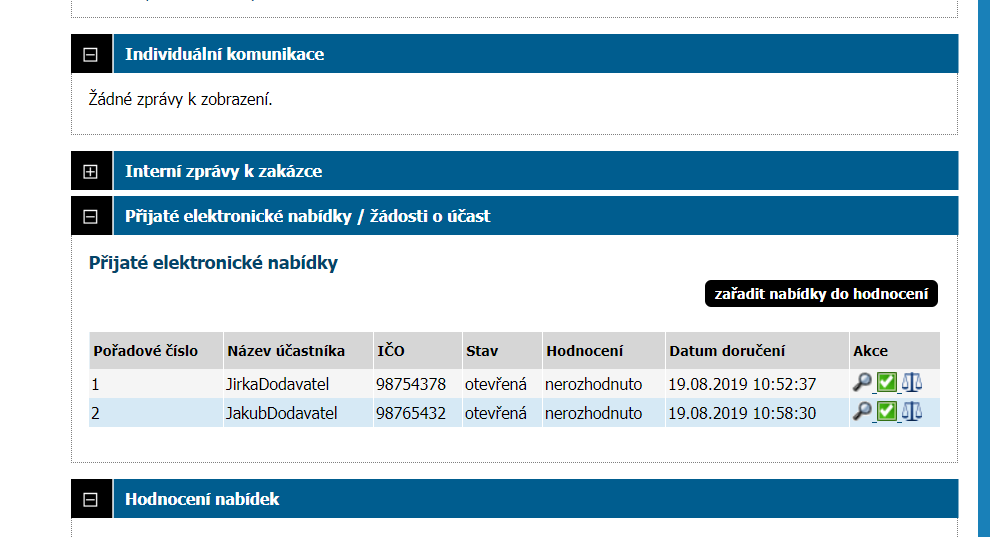 Individuální komunikace
Žádné zprávy k zobrazení.
Interní zprávy k zakázce
Přijaté elektronické nabídky / žádosti o účast
Přijaté elektronické nabídky
zařadit nabídky do hodnocení
Pořadové číslo Název účastníka IČO Stav Hodnocení Datum doručení Akce
1 JirkaDodavatel 98754378 otevřená nerozhodnuto 19.08.2019 10:52:37
2 JakubDodavatel 98765432 otevřená nerozhodnuto 19.08.2019 10:58:30
Hodnocení nabídek